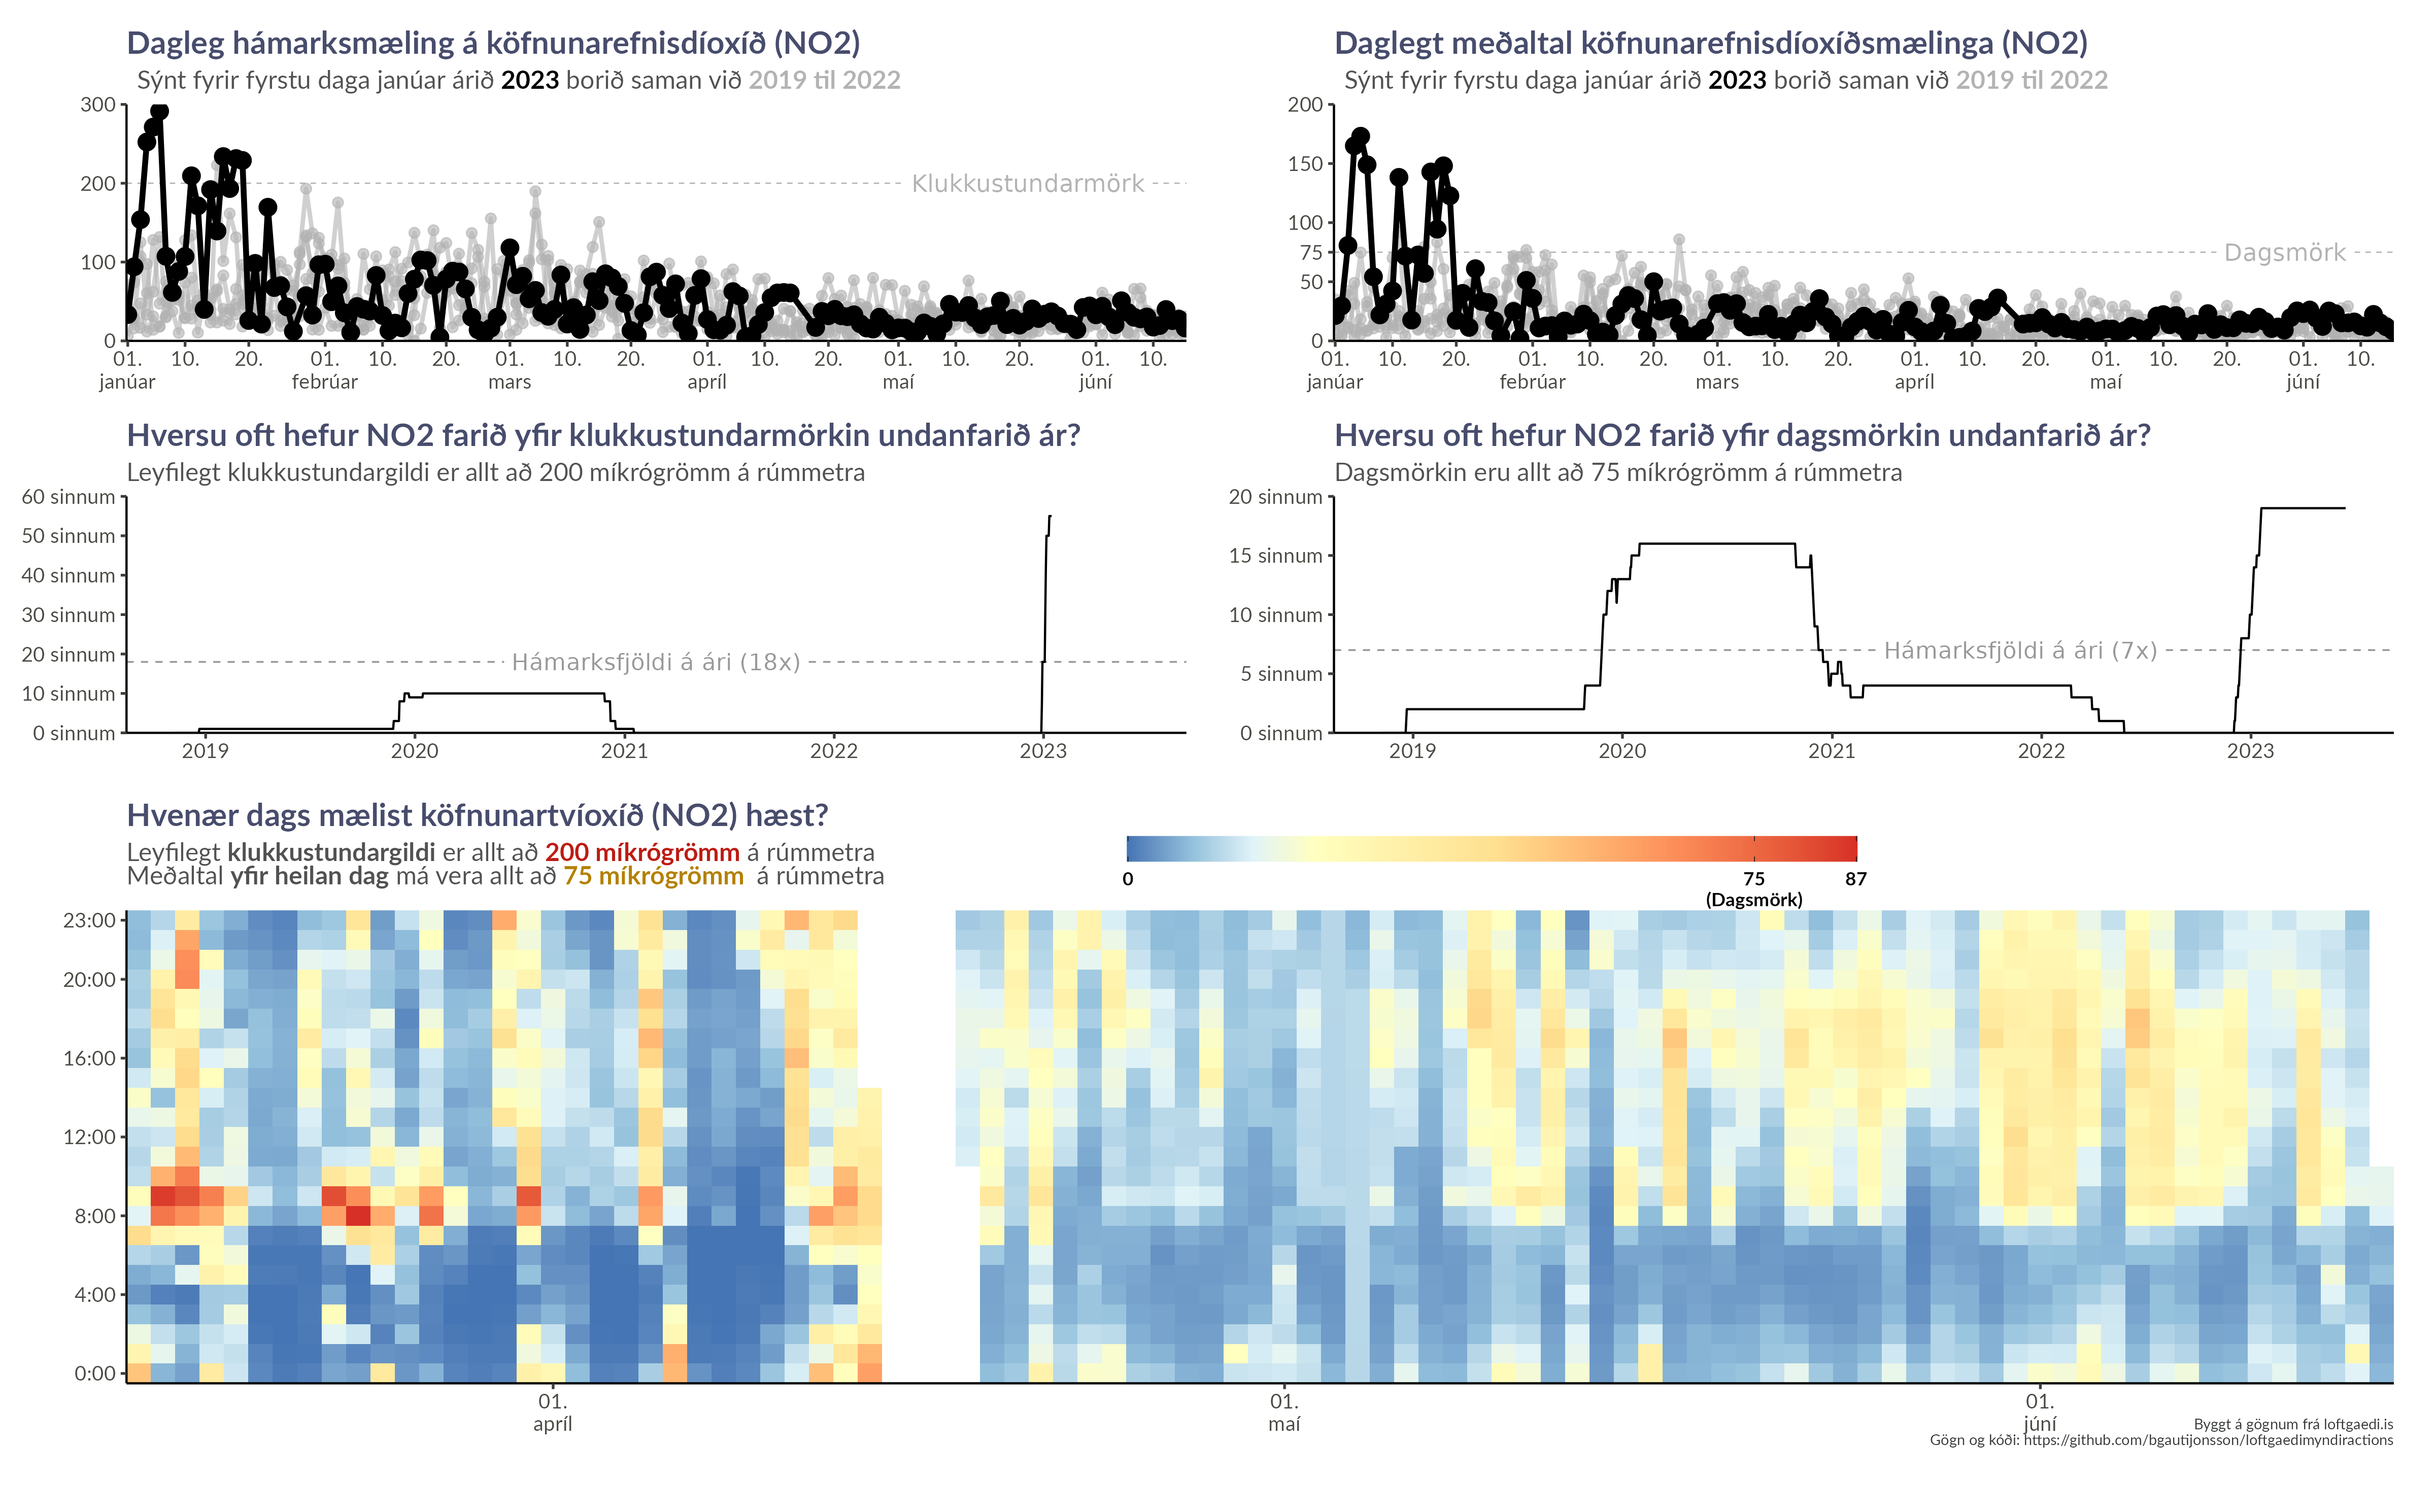 Dagleg hámarksmæling á köfnunarefnisdíoxíð (NO2)
Sýnt fyrir fyrstu daga janúar árið 2023 borið saman við 2019 til 2022
300
200
100
0
Klukkustundarmörk
01. 10. 20. 01. 10. 20. 01. 10. 20. 01. 10. 20. 01. 10. 20. 01. 10.
janúar febrúar mars apríl maí júní
Daglegt meðaltal köfnunarefnisdíoxíðsmælinga (NO2)
Sýnt fyrir fyrstu daga janúar árið 2023 borið saman við 2019 til 2022
200
150
100
75
50
0
Dagsmörk
01. 10. 20. 01. 10. 20. 01. 10. 20. 01. 10. 20. 01. 10. 20. 01. 10.
janúar febrúar mars apríl maí júní
Hversu oft hefur NO2 farið yfir klukkustundarmörkin undanfarið ár?
Leyfilegt klukkustundargildi er allt að 200 míkrógrömm á rúmmetra
60 sinnum
50 sinnum
40 sinnum
30 sinnum
20 sinnum
10 sinnum
0 sinnum
Hámarksfjöldi á ári (18x)
2019 2020 2021 2022 2023
Hversu oft hefur NO2 farið yfir dagsmörkin undanfarið ár?
Dagsmörkin eru allt að 75 míkrógrömm á rúmmetra
20 sinnum
15 sinnum
10 sinnum
5 sinnum
0 sinnum
Hámarksfjöldi á ári (7x)
2019 2020 2021 2022 2023
Hvenær dags mælist köfnunartvíoxíð (NO2) hæst?
Leyfilegt klukkustundargildi er allt að 200 míkrógrömm á rúmmetra
Meðaltal yfir heilan dag má vera allt að 75 míkrógrömm á rúmmetra
0 75 87
(Dagsmörk)
23:00
20:00
16:00
12:00
8:00
4:00
0:00
01. 01. 01.
apríl maí júní
Byggt á gögnum frá loftgaedi.is
Gögn og kóði: https://github.com/bgautijonsson/loftgaedimyndiractions